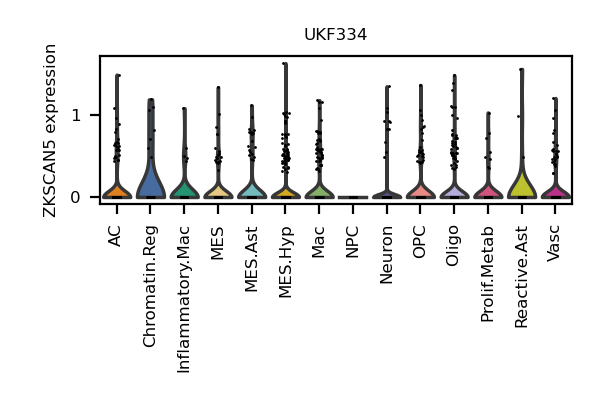 UKF334
ZKSCAN5 expression
1
0
AC
Chromatin.Reg
Inflammatory.Mac
MES
MES.Ast
MES.Hyp
Mac
NPC
Neuron
OPC
Oligo
Prolif.Metab
Reactive.Ast
Vasc